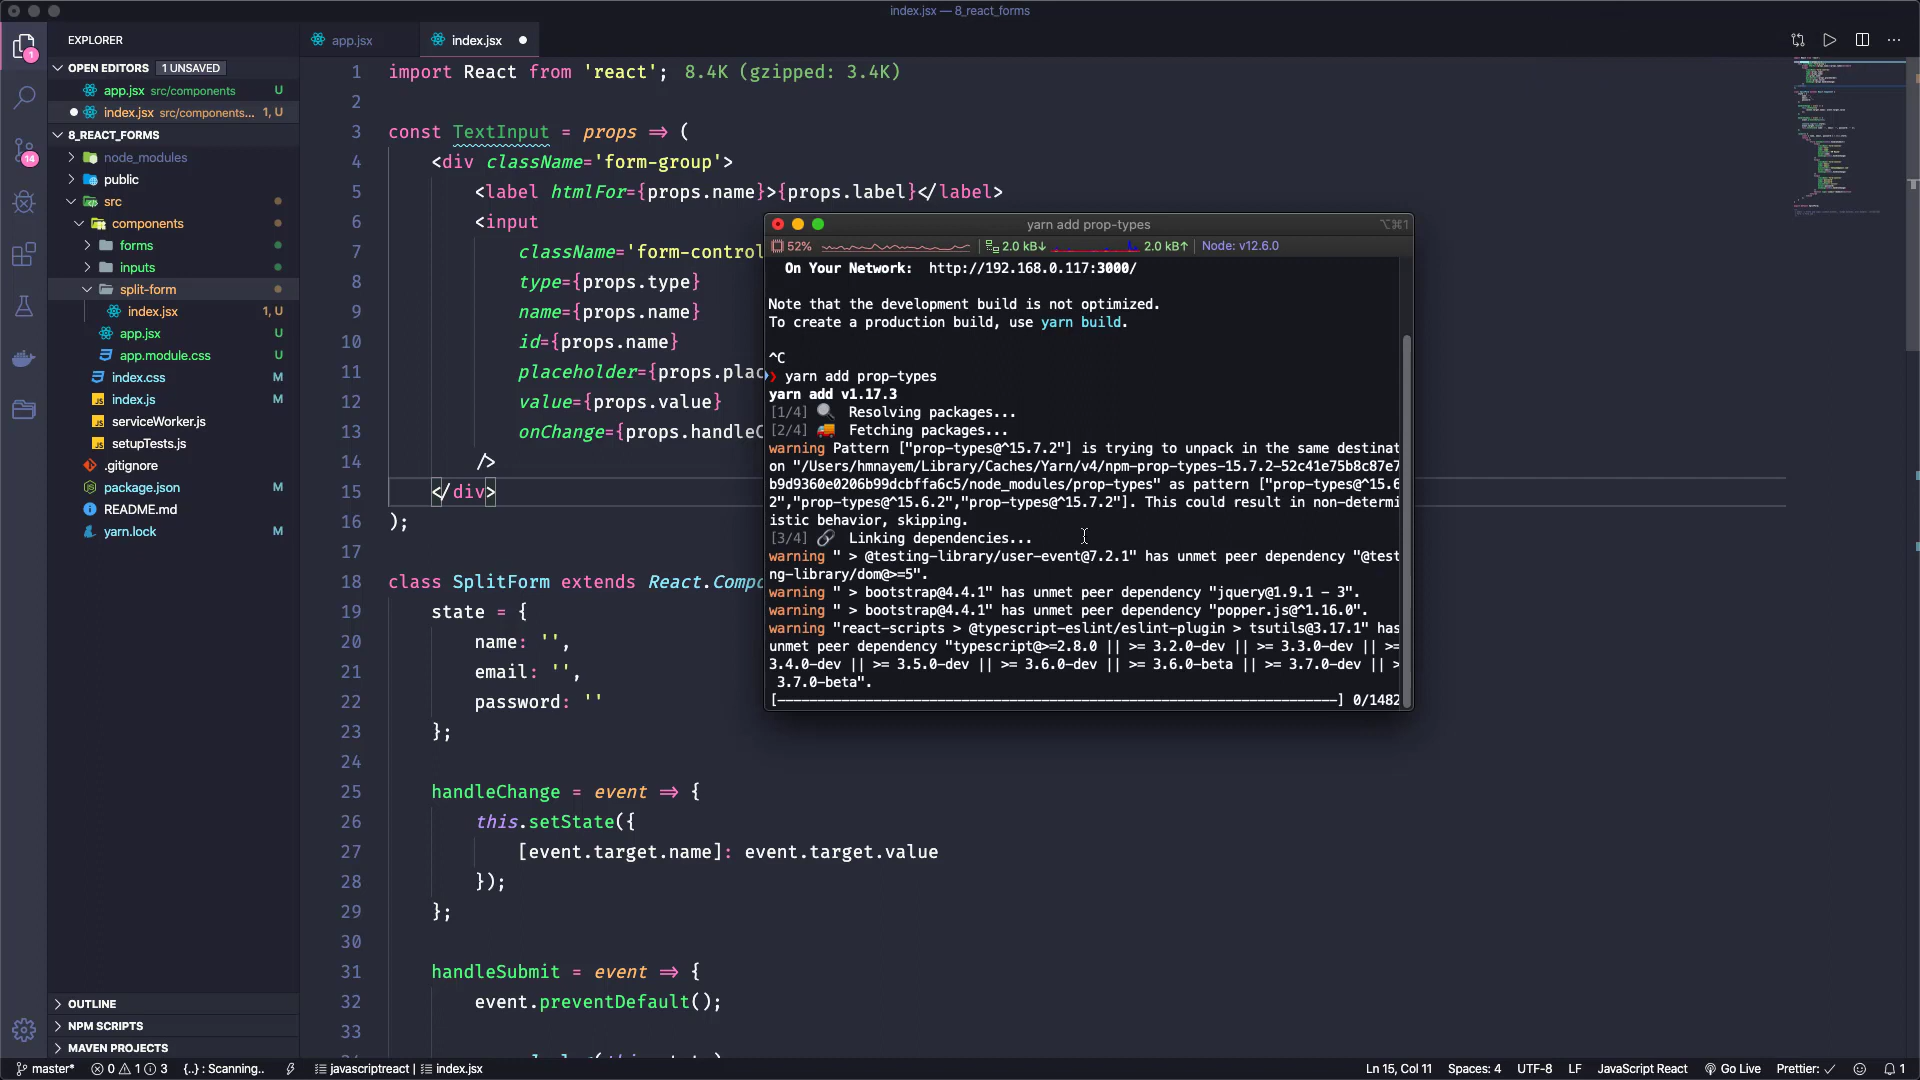 index.jsx — 8_react_forms
EXPLORER
OPEN EDITORS 1 UNSAVED
app.jsx src/components U
index.jsx src/components... 1, U
8_REACT_FORMS
node_modules
public
src
components
forms
inputs
split-form
index.jsx 1, U
app.jsx U
app.module.css U
index.css M
index.js M
serviceWorker.js
setupTests.js
.gitignore
package.json M
README.md
yarn.lock M
OUTLINE
NPM SCRIPTS
MAVEN PROJECTS
1
14
app.jsx
index.jsx
1 import React from 'react'; 8.4K (gzipped: 3.4K)
2
3 const TextInput = props => (
4 <div className='form-group'>
5 <label htmlFor={props.name}>{props.label}</label>
6 <input
7 className='form-control
8 type={props.type}
9 name={props.name}
10 id={props.name}
11 placeholder={props.plac
12 value={props.value}
13 onChange={props.handleC
14 />
15 </div>
16 );
17
18 class SplitForm extends React.Compo
19 state = {
20 name: '',
21 email: '',
22 password: ''
23 };
24
25 handleChange = event => {
26 this.setState({
27 [event.target.name]: event.target.value
28 });
29 };
30
31 handleSubmit = event => {
32 event.preventDefault();
33
yarn add prop-types ⌥⌘1
52% 2.0 kB↓ 2.0 kB↑ Node: v12.6.0
On Your Network: http://192.168.0.117:3000/
Note that the development build is not optimized.
To create a production build, use yarn build.
^C
❯ yarn add prop-types
yarn add v1.17.3
[1/4] 🔍 Resolving packages...
[2/4] 🚚 Fetching packages...
warning Pattern ["prop-types@^15.7.2"] is trying to unpack in the same destinat
on "/Users/hmnayem/Library/Caches/Yarn/v4/npm-prop-types-15.7.2-52c41e75b8c87e7
b9d9360e0206b99dcbffa6c5/node_modules/prop-types" as pattern ["prop-types@^15.6
2","prop-types@^15.6.2","prop-types@^15.7.2"]. This could result in non-determi
istic behavior, skipping.
[3/4] 🔗 Linking dependencies...
warning " > @testing-library/user-event@7.2.1" has unmet peer dependency "@test
ng-library/dom@>=5".
warning " > bootstrap@4.4.1" has unmet peer dependency "jquery@1.9.1 - 3".
warning " > bootstrap@4.4.1" has unmet peer dependency "popper.js@^1.16.0".
warning "react-scripts > @typescript-eslint/eslint-plugin > tsutils@3.17.1" has
unmet peer dependency "typescript@>=2.8.0 || >= 3.2.0-dev || >= 3.3.0-dev || >=
3.4.0-dev || >= 3.5.0-dev || >= 3.6.0-dev || >= 3.6.0-beta || >= 3.7.0-dev || >
3.7.0-beta".
[-----------------------------------------------------------------] 0/1482
master* 0 1 3 {..} : Scanning.. javascriptreact | index.jsx
Ln 15, Col 11 Spaces: 4 UTF-8 LF JavaScript React Go Live Prettier: ✓ 1